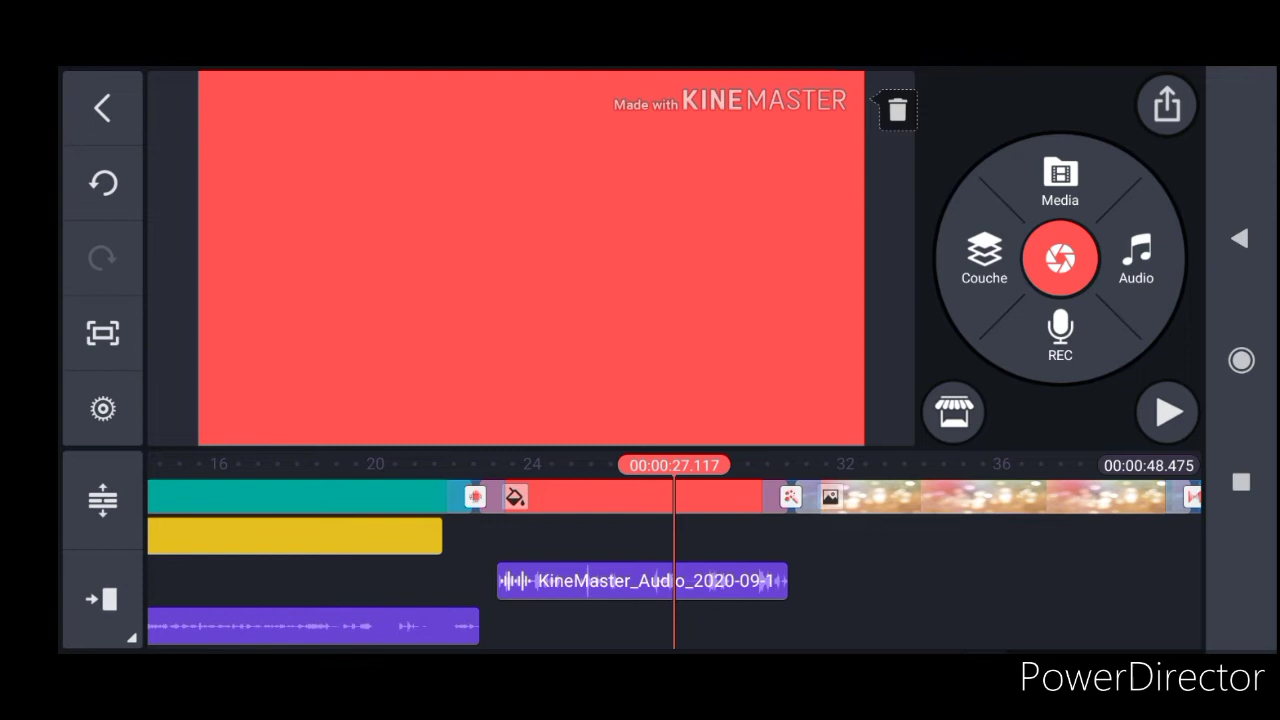 Made with KINEMASTER
Media
Couche
Audio
REC
16
20
24
00:00:27.117
32
36
00:00:48.475
KineMaster_Audio_2020-09-1
PowerDirector